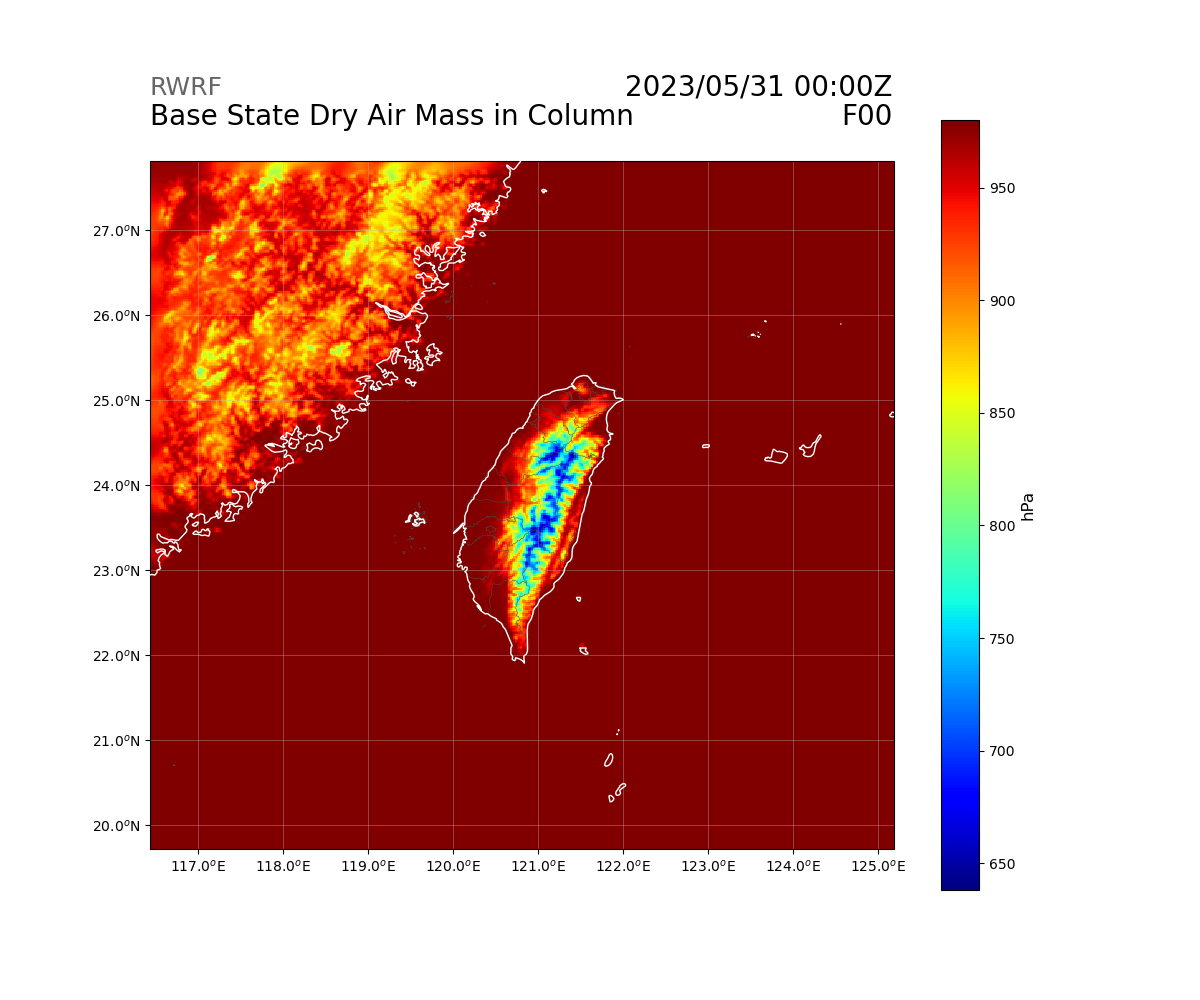 RWRF
2023/05/31 00:00Z
Base State Dry Air Mass in Column
F00
27.0°N
26.0°N
25.0°N
24.0°N
23.0°N
22.0°N
21.0°N
20.0°N
117.0°E 118.0°E 119.0°E 120.0°E 121.0°E 122.0°E 123.0°E 124.0°E 125.0°E
950
900
850
800
750
700
650
hPa